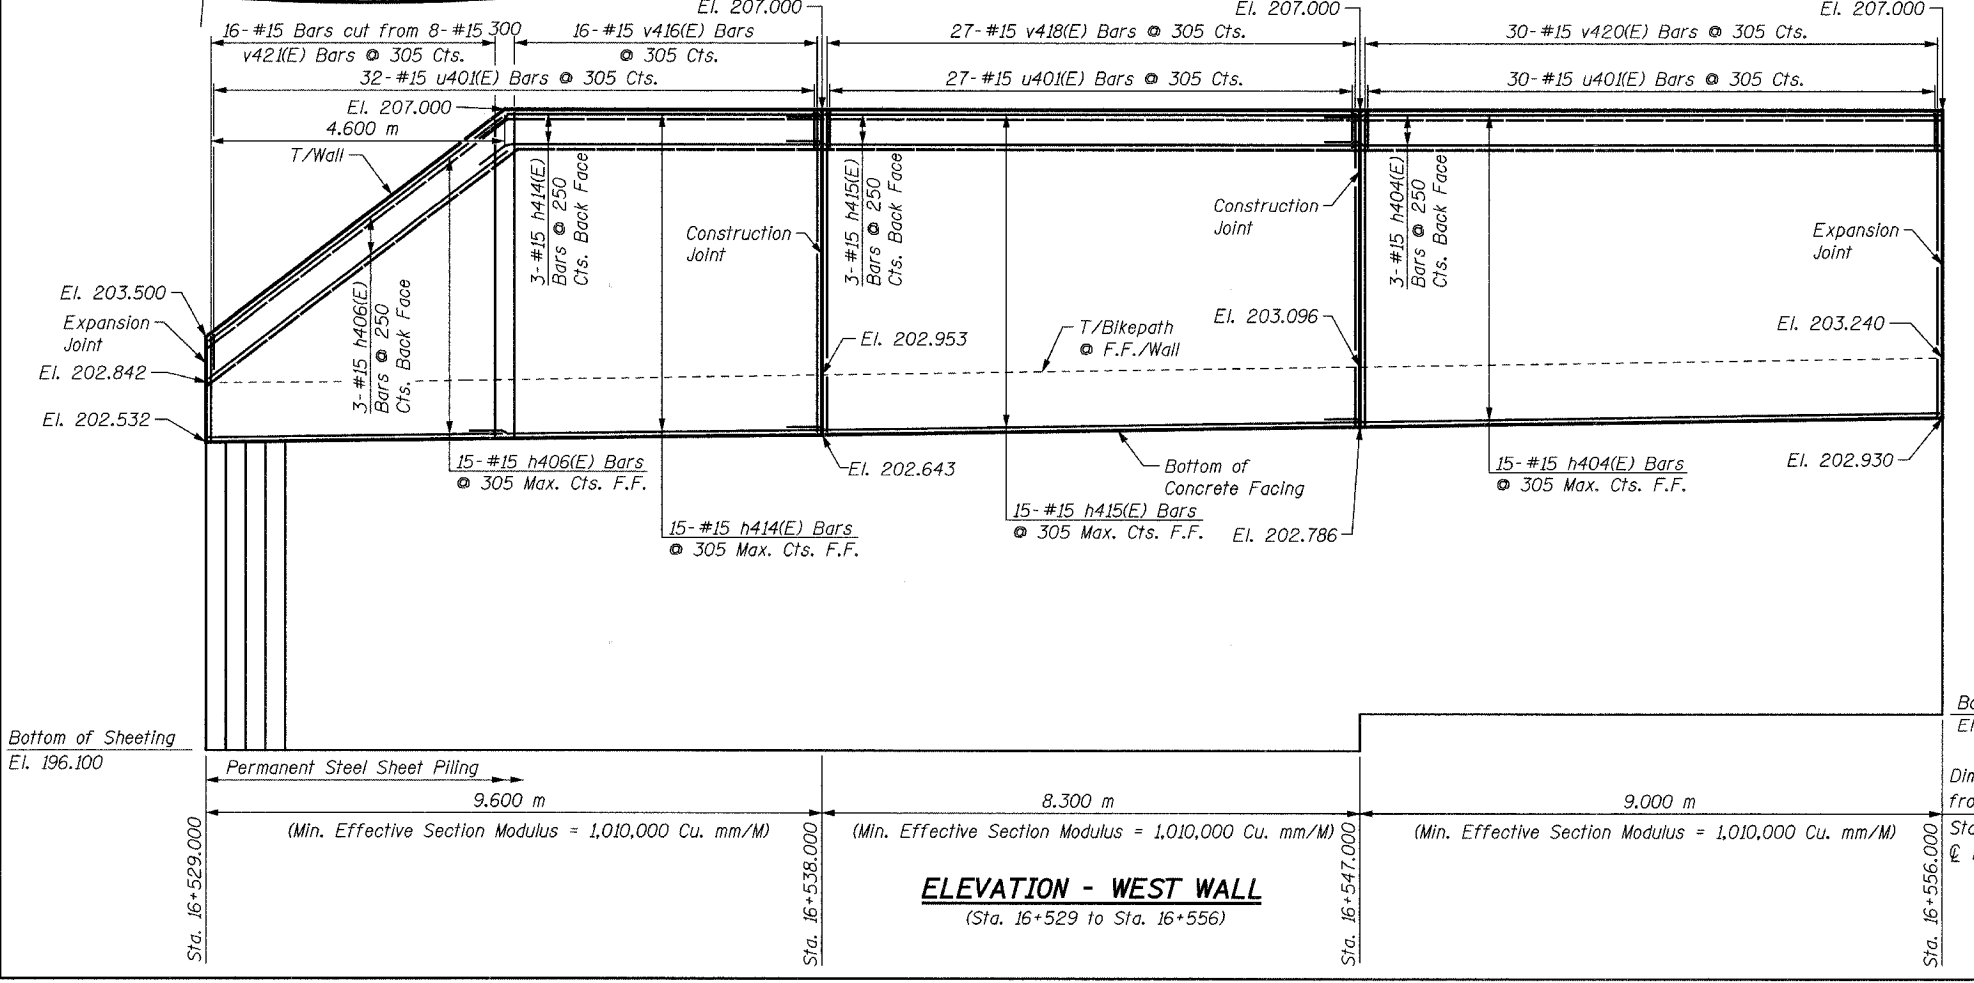 El. 207.000
El. 207.000
El. 207.000
16-#15 Bars cut from 8-#15
v421(E) Bars @ 305 Cts.
300
16-#15 v416(E) Bars
@ 305 Cts.
27-#15 v418(E) Bars @ 305 Cts.
30-#15 v420(E) Bars @ 305 Cts.
32-#15 u401(E) Bars @ 305 Cts.
27-#15 u401(E) Bars @ 305 Cts.
30-#15 u401(E) Bars @ 305 Cts.
El. 207.000
4.600 m
T/Wall
3-#15 h414(E)
Bars @ 250
Cts. Back Face
3-#15 h415(E)
Bars @ 250
Cts. Back Face
3-#15 h404(E)
Bars @ 250
Cts. Back Face
Construction
Joint
Construction
Joint
Expansion
Joint
El. 203.500
Expansion
Joint
El. 202.842
El. 202.532
3-#15 h406(E)
Bars @ 250
Cts. Back Face
El. 202.953
T/Bikepath
@ F.F./Wall
El. 203.096
El. 203.240
15-#15 h406(E) Bars
@ 305 Max. Cts. F.F.
El. 202.643
Bottom of
Concrete Facing
15-#15 h404(E) Bars
@ 305 Max. Cts. F.F.
El. 202.930
15-#15 h414(E) Bars
@ 305 Max. Cts. F.F.
15-#15 h415(E) Bars
@ 305 Max. Cts. F.F.
El. 202.786
Bottom of Sheeting
El. 196.100
Permanent Steel Sheet Piling
9.600 m
(Min. Effective Section Modulus = 1,010,000 Cu. mm/M)
8.300 m
(Min. Effective Section Modulus = 1,010,000 Cu. mm/M)
9.000 m
(Min. Effective Section Modulus = 1,010,000 Cu. mm/M)
Sta. 16+529.000
Sta. 16+538.000
Sta. 16+547.000
Sta. 16+556.000
ELEVATION - WEST WALL
(Sta. 16+529 to Sta. 16+556)